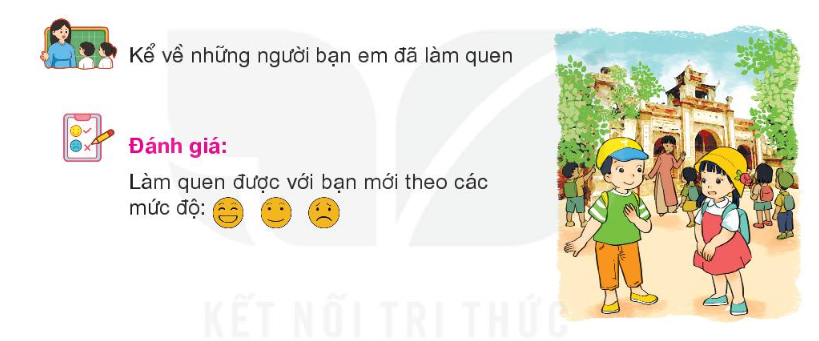 Kể về những người bạn em đã làm quen
Đánh giá:
Làm quen được với bạn mới theo các
mức độ:
KẾT NỐI TRI THỨC